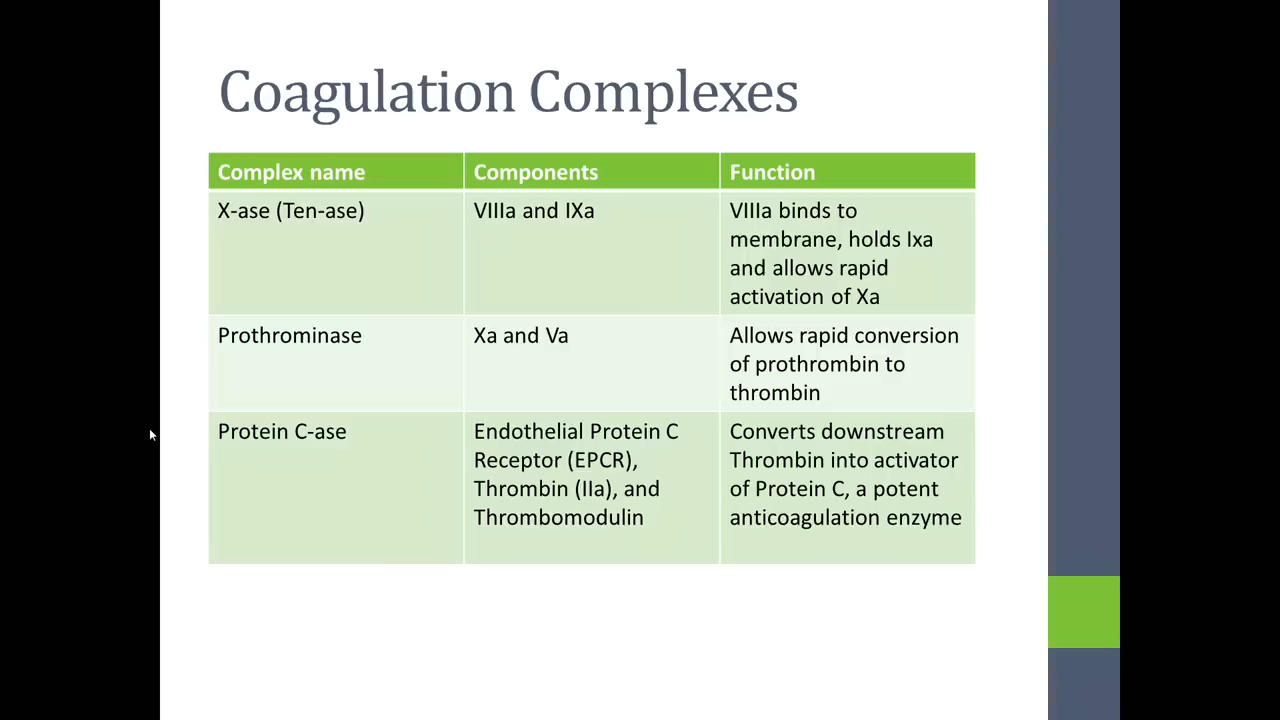 Coagulation Complexes
Complex name
Components
Function
X-ase (Ten-ase)
VIIIa and IXa
VIIIa binds to
membrane, holds Ixa
and allows rapid
activation of Xa
Prothrominase
Xa and Va
Allows rapid conversion
of prothrombin to
thrombin
Protein C-ase
Endothelial Protein C
Receptor (EPCR),
Thrombin (IIa), and
Thrombomodulin
Converts downstream
Thrombin into activator
of Protein C, a potent
anticoagulation enzyme